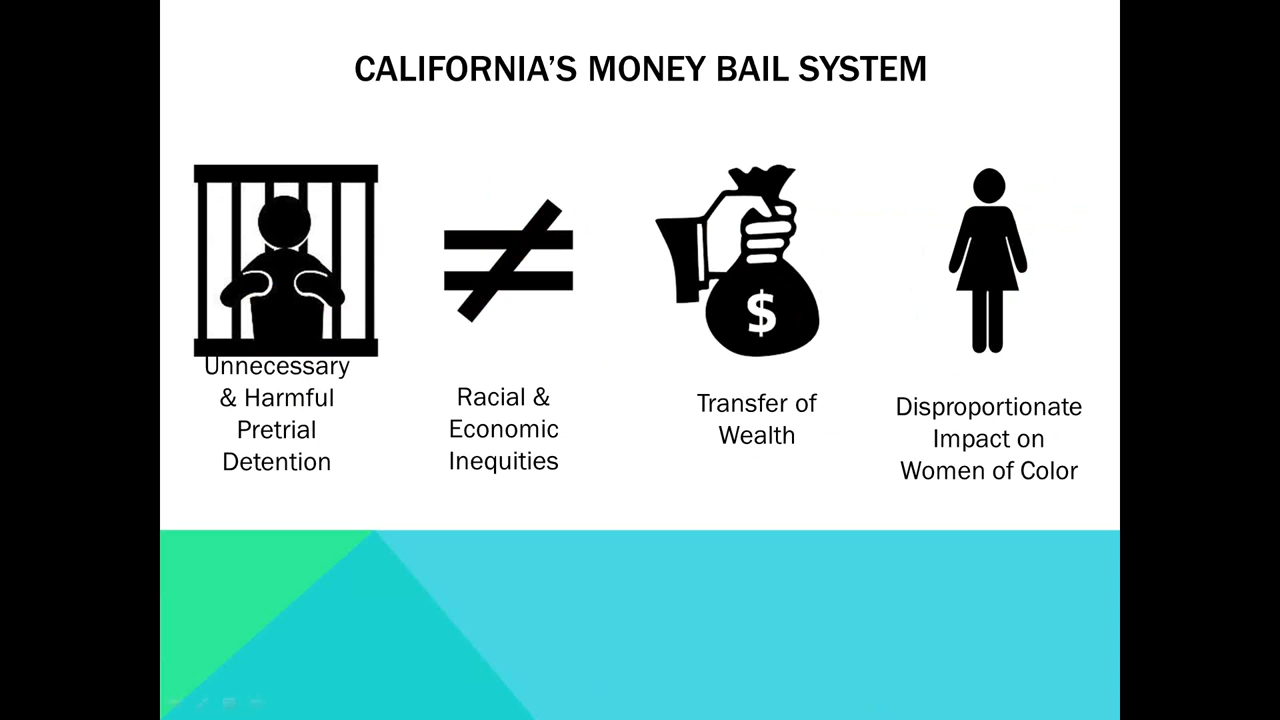 CALIFORNIA'S MONEY BAIL SYSTEM
$
Unnecessary
& Harmful
Pretrial
Detention
Racial &
Economic
Inequities
Transfer of
Wealth
Disproportionate
Impact on
Women of Color